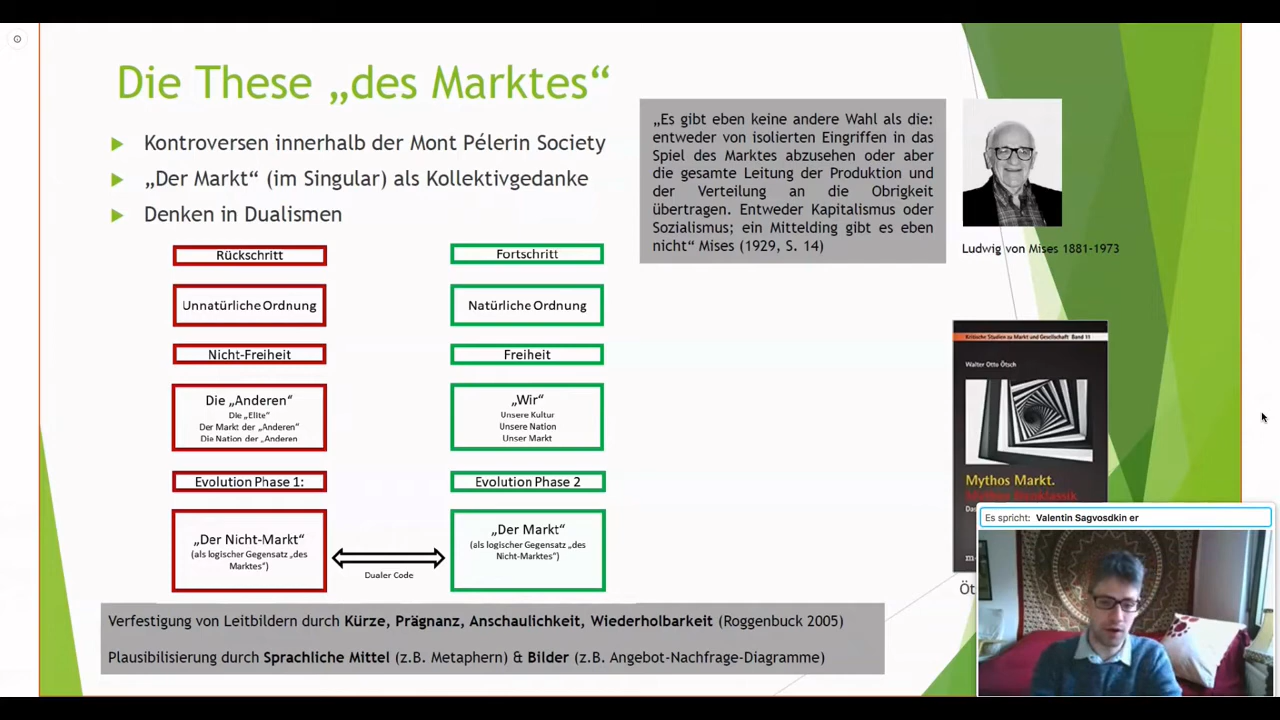 Die These „des Marktes“
Kontroversen innerhalb der Mont Pélerin Society
„Der Markt“ (im Singular) als Kollektivgedanke
Denken in Dualismen
„Es gibt eben keine andere Wahl als die:
entweder von isolierten Eingriffen in das
Spiel des Marktes abzusehen oder aber
die gesamte Leitung der Produktion und
der Verteilung an die Obrigkeit
übertragen. Entweder Kapitalismus oder
Sozialismus; ein Mittelding gibt es eben
nicht“ Mises (1929, S. 14)
Ludwig von Mises 1881-1973
Rückschritt
Fortschritt
Unnatürliche Ordnung
Natürliche Ordnung
Nicht-Freiheit
Freiheit
Die „Anderen“
Die „Elite“
Der Markt der „Anderen“
Die Nation der „Anderen
„Wir“
Unsere Kultur
Unsere Nation
Unser Markt
Evolution Phase 1:
Evolution Phase 2
„Der Nicht-Markt“
(als logischer Gegensatz „des
Marktes“)
Dualer Code
„Der Markt“
(als logischer Gegensatz „des
Nicht-Marktes“)
Kritische Studien zu Markt und Gesellschaft Band 11
Walter Otto Ötsch
Mythos Markt.
Mythos Neoklassik
Das
m
Öt
Verfestigung von Leitbildern durch Kürze, Prägnanz, Anschaulichkeit, Wiederholbarkeit (Roggenbuck 2005)
Plausibilisierung durch Sprachliche Mittel (z.B. Metaphern) & Bilder (z.B. Angebot-Nachfrage-Diagramme)
Es spricht: Valentin Sagvosdkin er